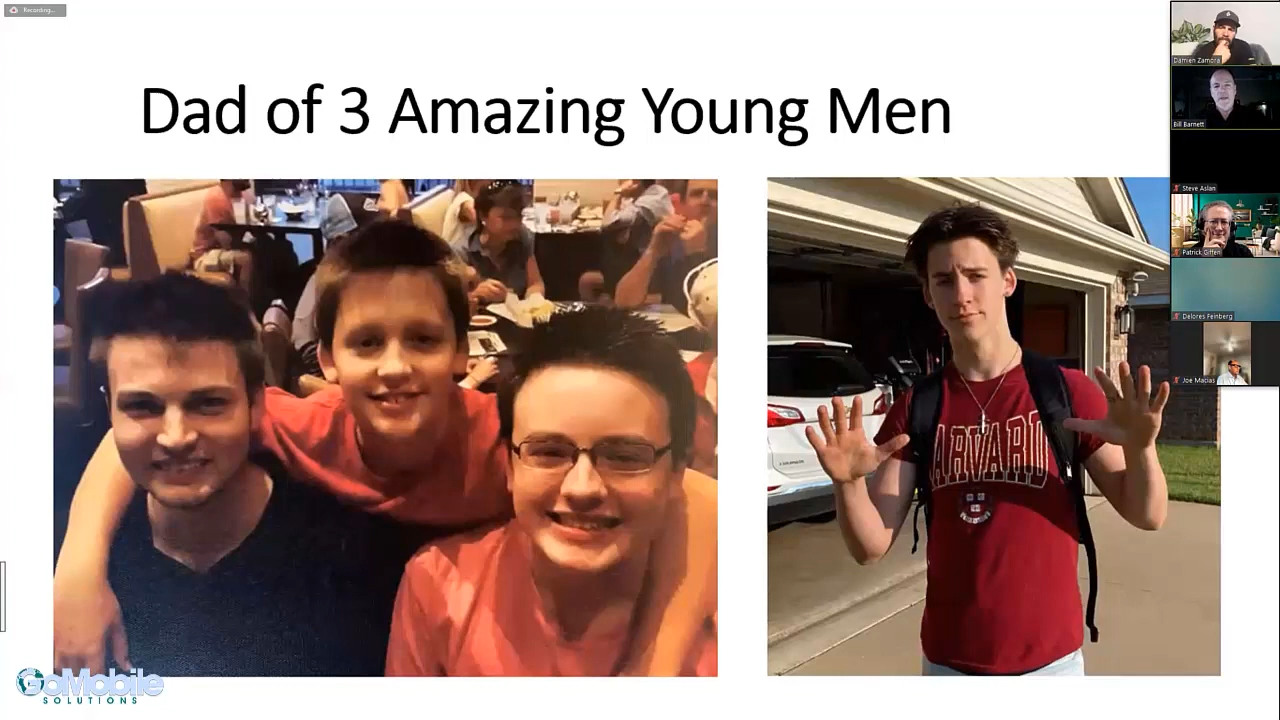 Recording...
Dad of 3 Amazing Young Men
Damien Zamora
Bill Barnett
Steve Aslan
Patrick Giffen
Delores Feinberg
Joe Macias
HARVARD
GoMobile
SOLUTIONS